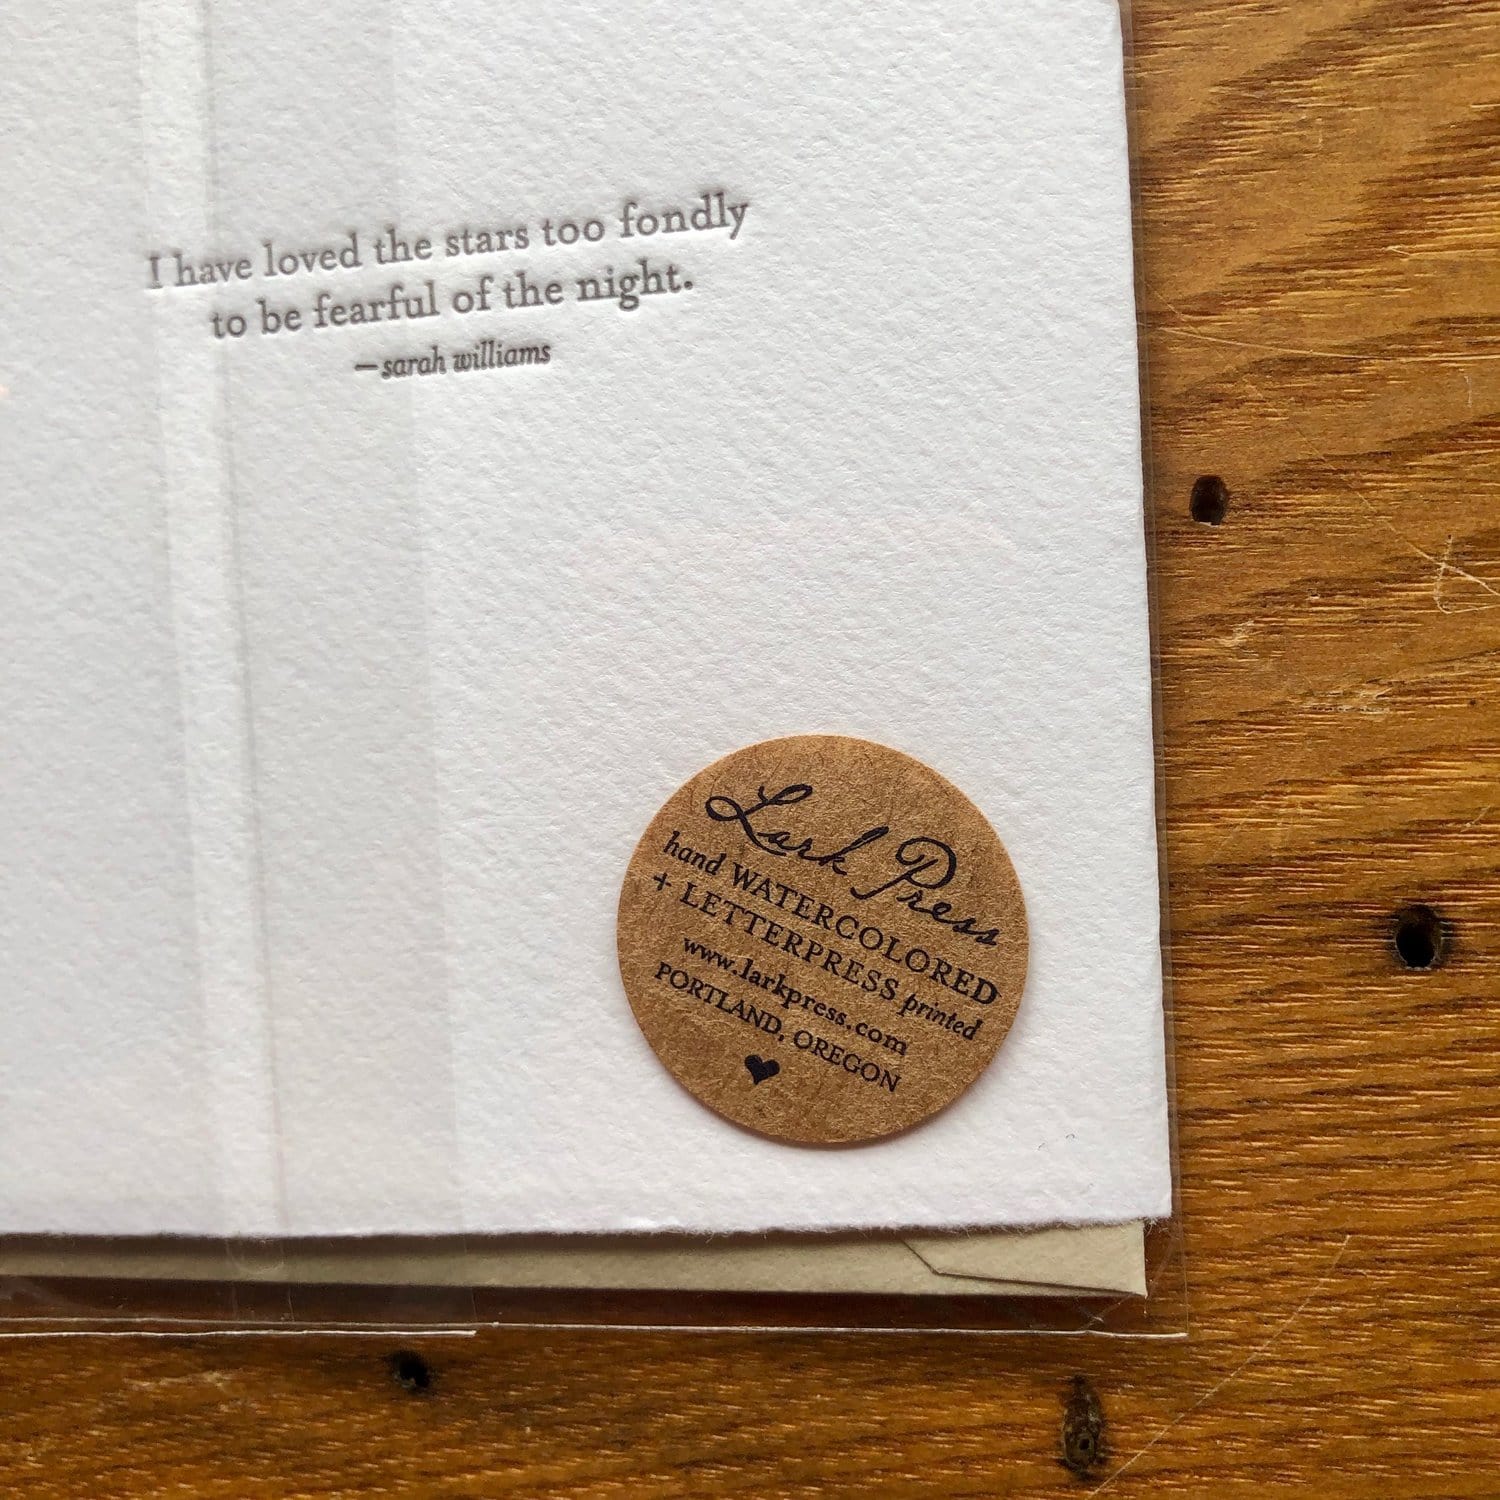 I have loved the stars too fondly
to be fearful of the night.
—sarah williams
Lark Press
hand WATERCOLORED
+ LETTERPRESS printed
www.larkpress.com
PORTLAND, OREGON